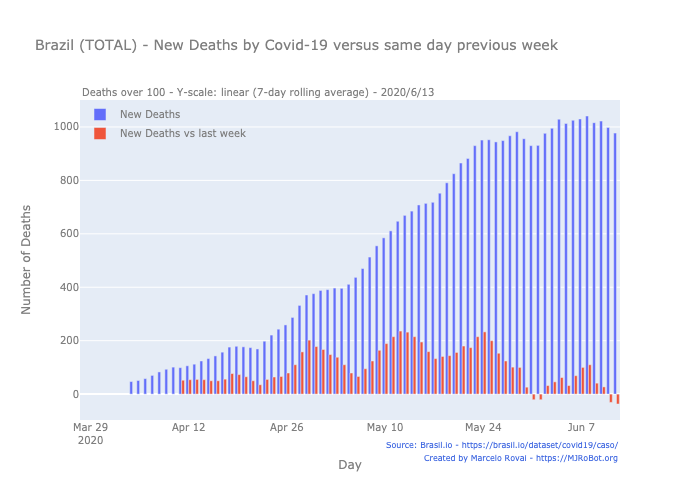 Brazil (TOTAL) - New Deaths by Covid-19 versus same day previous week
Deaths over 100 - Y-scale: linear (7-day rolling average) - 2020/6/13
New Deaths
New Deaths vs last week
Number of Deaths
1000
800
600
400
200
0
Mar 29 Apr 12 Apr 26 May 10 May 24 Jun 7
2020
Source: Brasil.io - https://brasil.io/dataset/covid19/caso/
Created by Marcelo Rovai - https://MJRoBot.org
Day